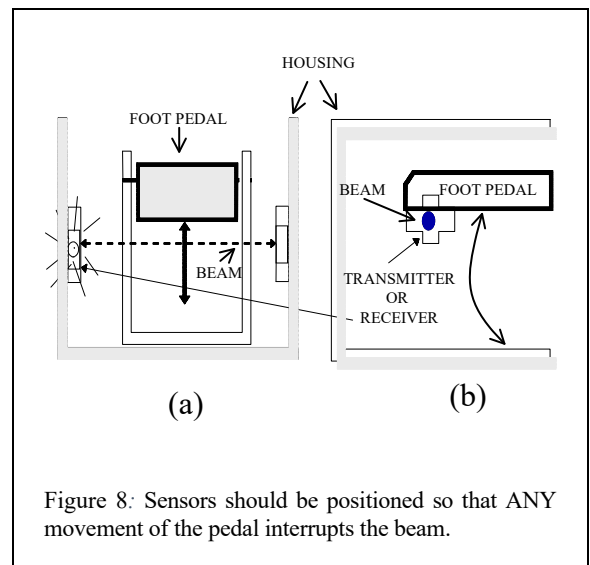 HOUSING
FOOT PEDAL
BEAM
FOOT PEDAL
BEAM
TRANSMITTER
OR
RECEIVER
(a)
(b)
Figure 8: Sensors should be positioned so that ANY
movement of the pedal interrupts the beam.